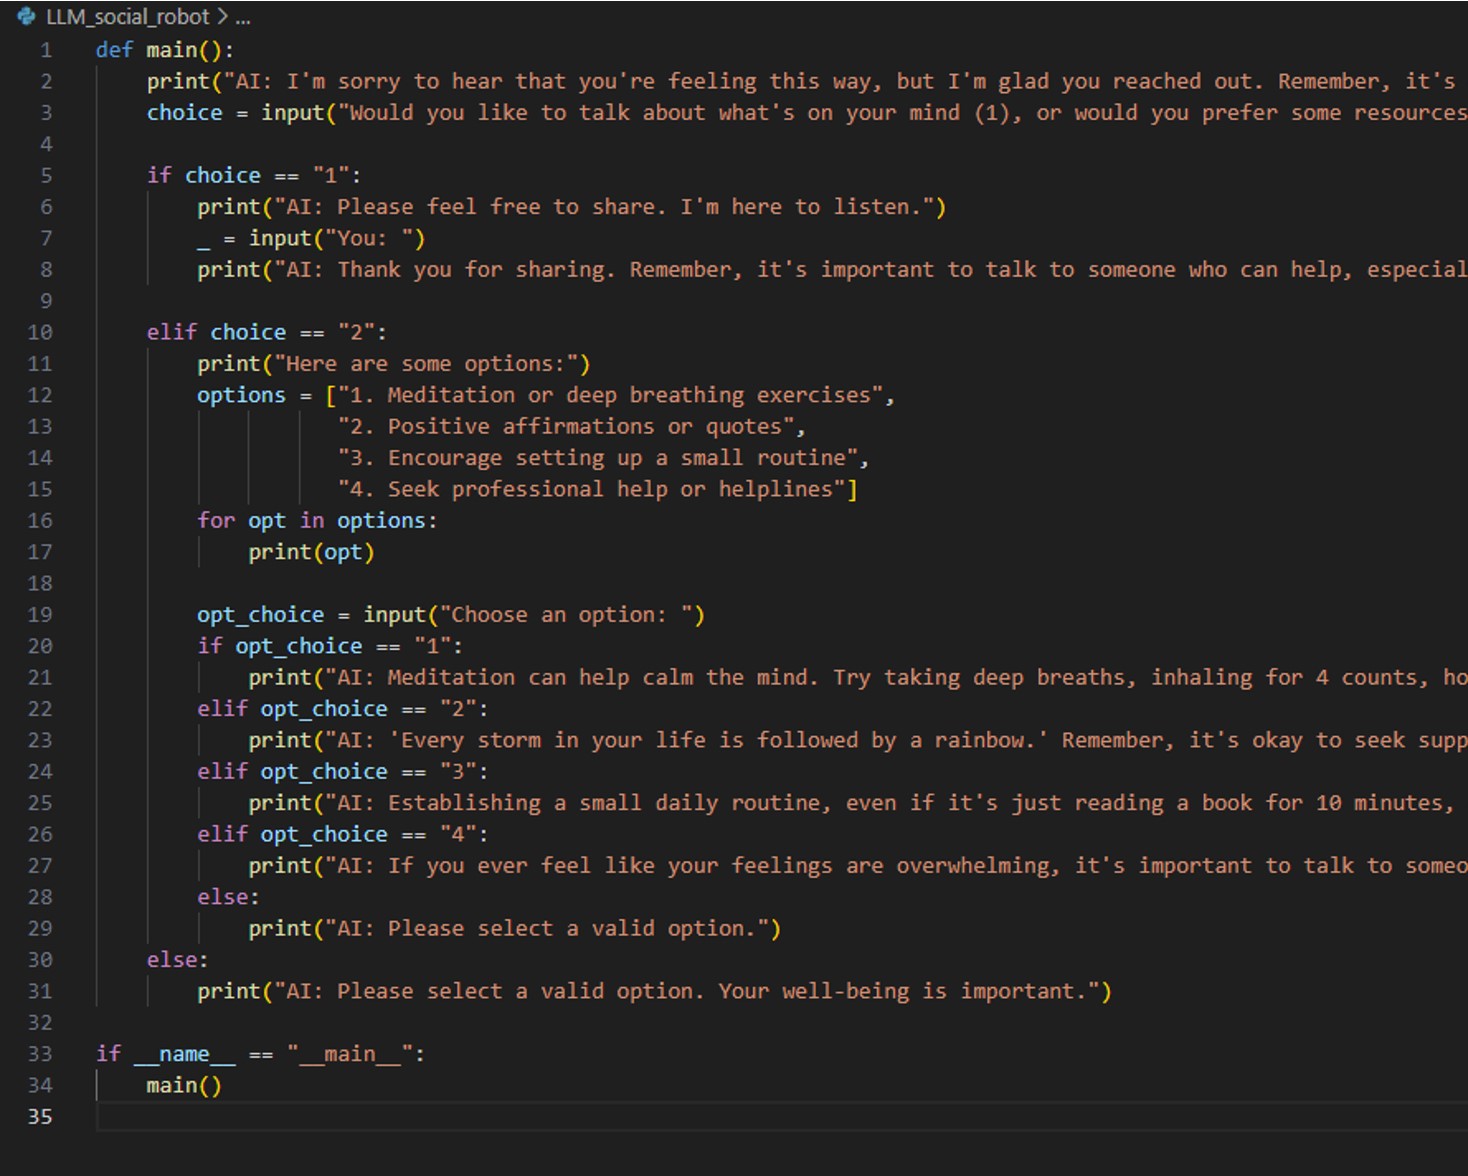 LLM_social_robot > ...
1 def main():
2     print("AI: I'm sorry to hear that you're feeling this way, but I'm glad you reached out. Remember, it's
3     choice = input("Would you like to talk about what's on your mind (1), or would you prefer some resources
4
5     if choice == "1":
6         print("AI: Please feel free to share. I'm here to listen.")
7         _ = input("You: ")
8         print("AI: Thank you for sharing. Remember, it's important to talk to someone who can help, especial
9
10     elif choice == "2":
11         print("Here are some options:")
12         options = ["1. Meditation or deep breathing exercises",
13                    "2. Positive affirmations or quotes",
14                    "3. Encourage setting up a small routine",
15                    "4. Seek professional help or helplines"]
16         for opt in options:
17             print(opt)
18
19         opt_choice = input("Choose an option: ")
20         if opt_choice == "1":
21             print("AI: Meditation can help calm the mind. Try taking deep breaths, inhaling for 4 counts, ho
22         elif opt_choice == "2":
23             print("AI: 'Every storm in your life is followed by a rainbow.' Remember, it's okay to seek supp
24         elif opt_choice == "3":
25             print("AI: Establishing a small daily routine, even if it's just reading a book for 10 minutes,
26         elif opt_choice == "4":
27             print("AI: If you ever feel like your feelings are overwhelming, it's important to talk to someo
28         else:
29             print("AI: Please select a valid option.")
30     else:
31         print("AI: Please select a valid option. Your well-being is important.")
32
33 if __name__ == "__main__":
34     main()
35